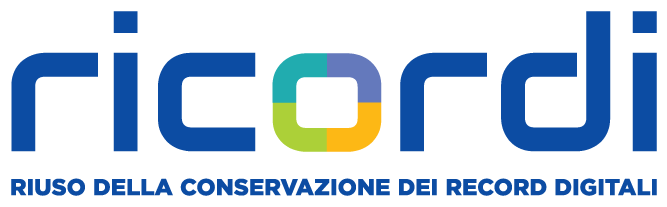 ricordi
RIUSO DELLA CONSERVAZIONE DEI RECORD DIGITALI